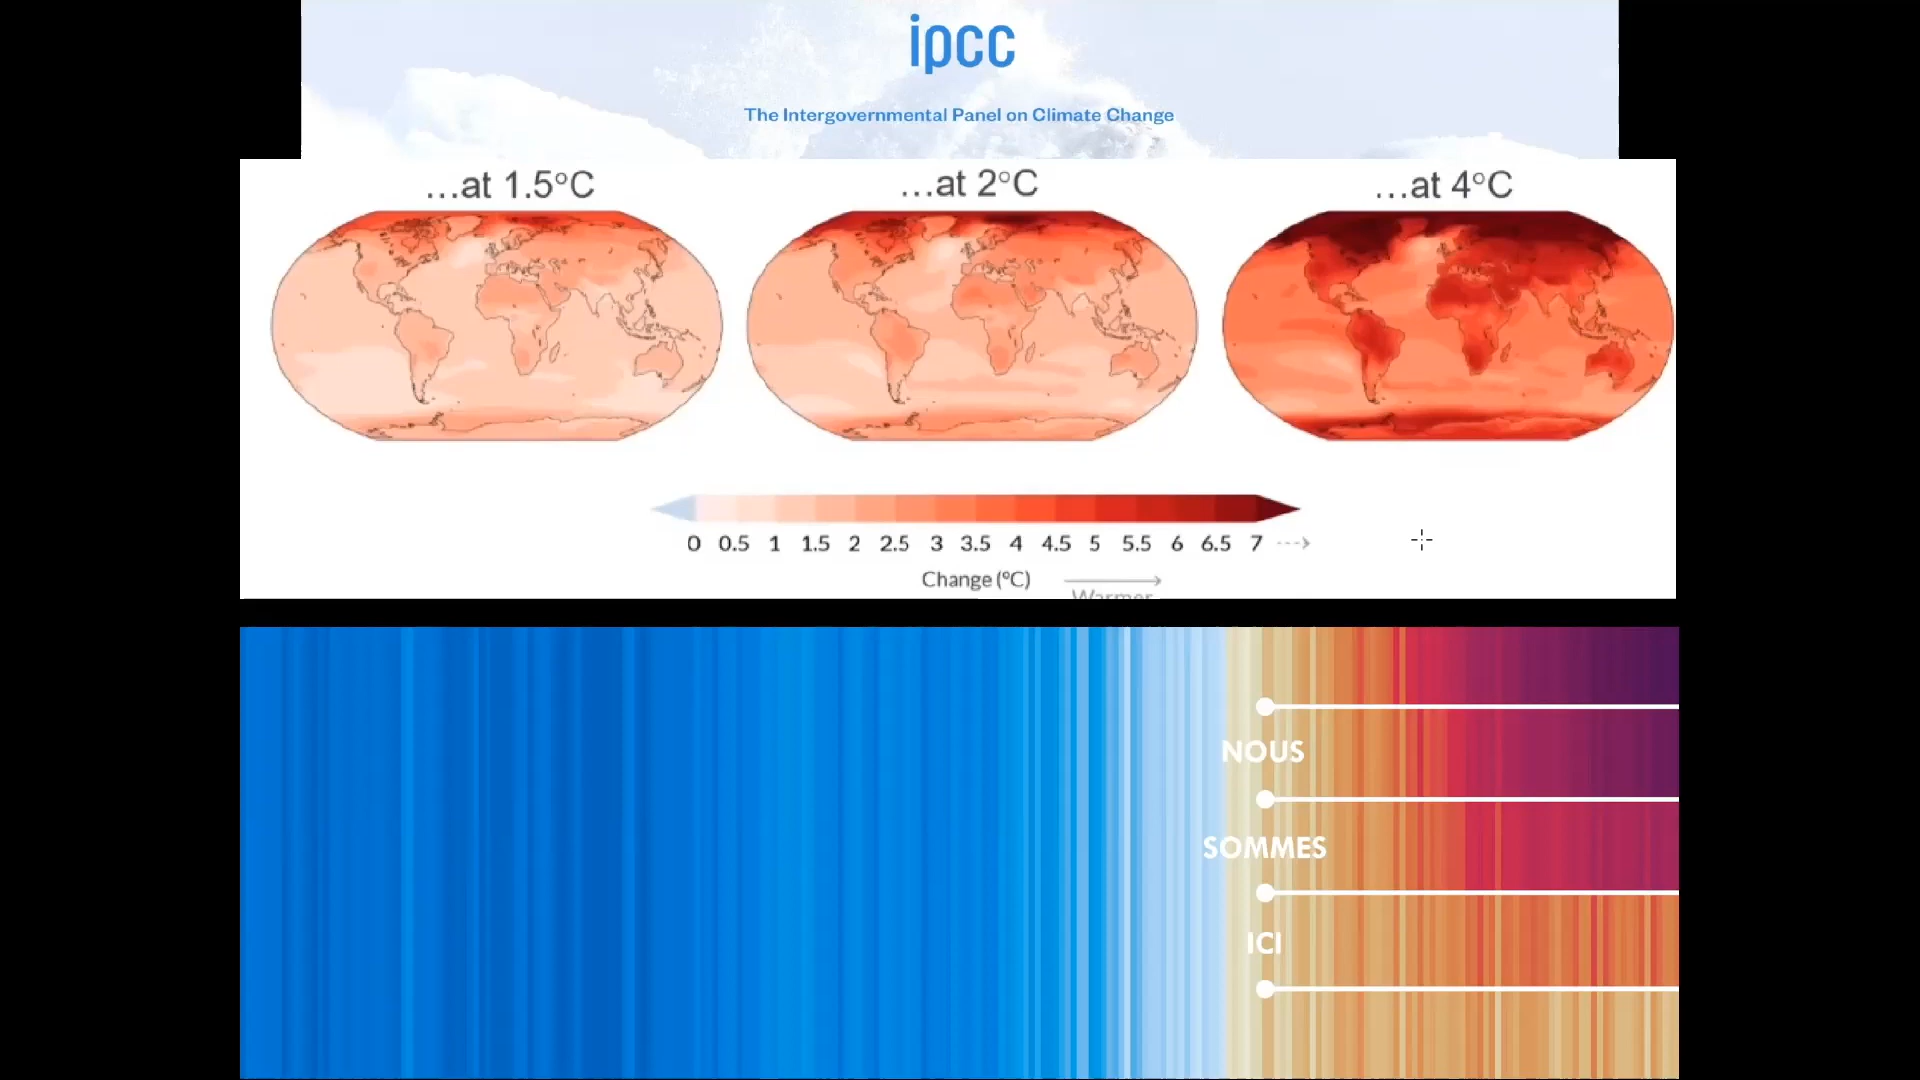 ipcc
The Intergovernmental Panel on Climate Change
...at 1.5°C
...at 2°C
...at 4°C
0 0.5 1 1.5 2 2.5 3 3.5 4 4.5 5 5.5 6 6.5 7
Change (°C)
Warmer
NOUS
SOMMES
ICI